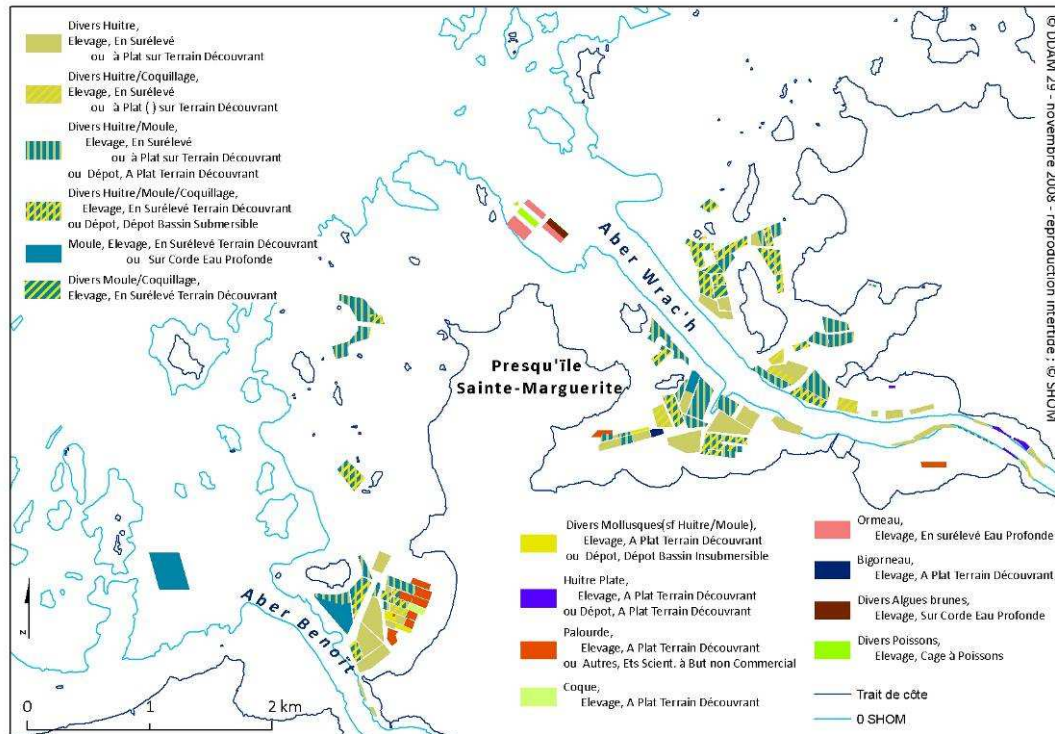 Divers Huitre,
Elevage, En Surélevé
ou à Plat sur Terrain Découvrant
Divers Huitre/Coquillage,
Elevage, En Surélevé
ou à Plat ( ) sur Terrain Découvrant
Divers Huitre/Moule,
Elevage, En Surélevé
ou à Plat sur Terrain Découvrant
ou Dépot, A Plat Terrain Découvrant
Divers Huitre/Moule/Coquillage,
Elevage, En Surélevé Terrain Découvrant
ou Dépot, Dépot Bassin Submersible
Moule, Elevage, En Surélevé Terrain Découvrant
ou Sur Corde Eau Profonde
Divers Moule/Coquillage,
Elevage, En Surélevé Terrain Découvrant
© DDAM 29 - novembre 2008 - reproduction interdite ; © SHOM
Aber Wrac'h
Presqu'île
Sainte-Marguerite
Aber Benoît
N
0 1 2 km
Divers Mollusques(sf Huitre/Moule),
Elevage, A Plat Terrain Découvrant
ou Dépot, Dépot Bassin Insubmersible
Huitre Plate,
Elevage, A Plat Terrain Découvrant
ou Dépot, A Plat Terrain Découvrant
Palourde,
Elevage, A Plat Terrain Découvrant
ou Autres, Ets Scient. à But non Commercial
Coque,
Elevage, A Plat Terrain Découvrant
Ormeau,
Elevage, En surélevé Eau Profonde
Bigorneau,
Elevage, A Plat Terrain Découvrant
Divers Algues brunes,
Elevage, Sur Corde Eau Profonde
Divers Poissons,
Elevage, Cage à Poissons
Trait de côte
0 SHOM